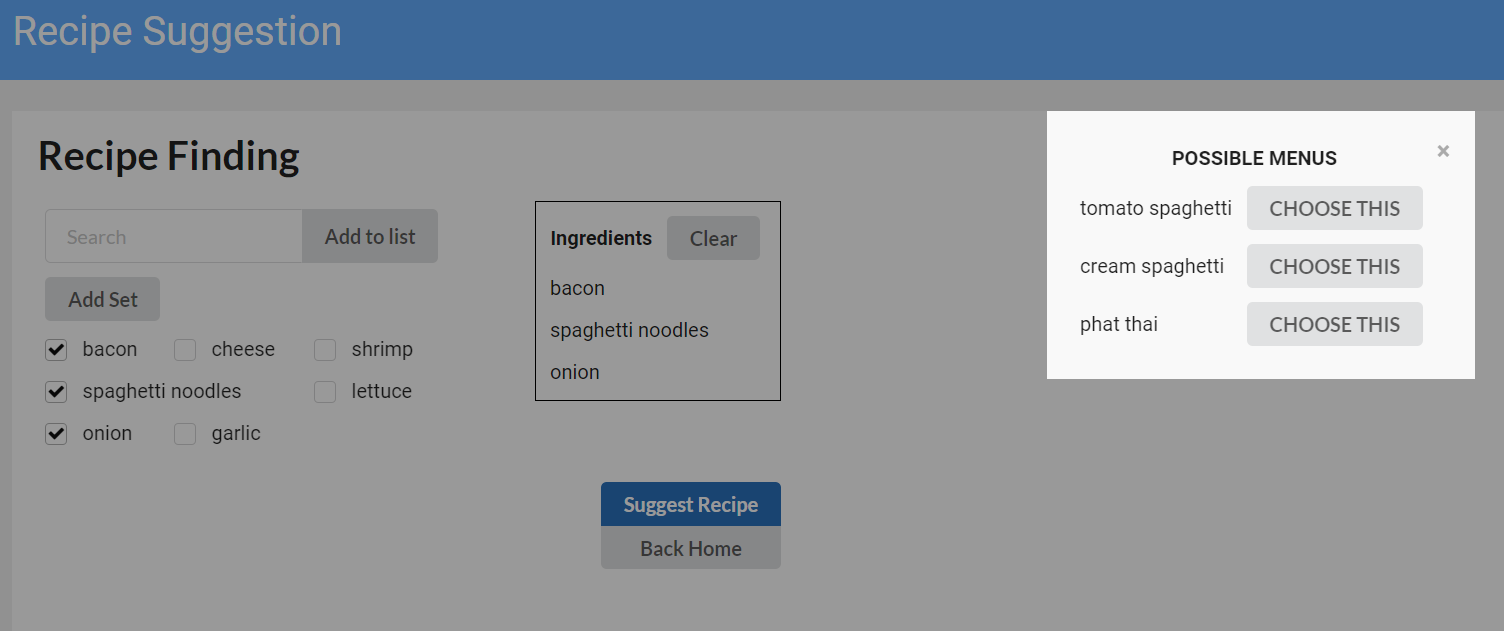 Recipe Suggestion
Recipe Finding
Search
Add to list
Add Set
bacon
cheese
shrimp
spaghetti noodles
lettuce
onion
garlic
Ingredients
Clear
bacon
spaghetti noodles
onion
Suggest Recipe
Back Home
POSSIBLE MENUS
×
tomato spaghetti
CHOOSE THIS
cream spaghetti
CHOOSE THIS
phat thai
CHOOSE THIS